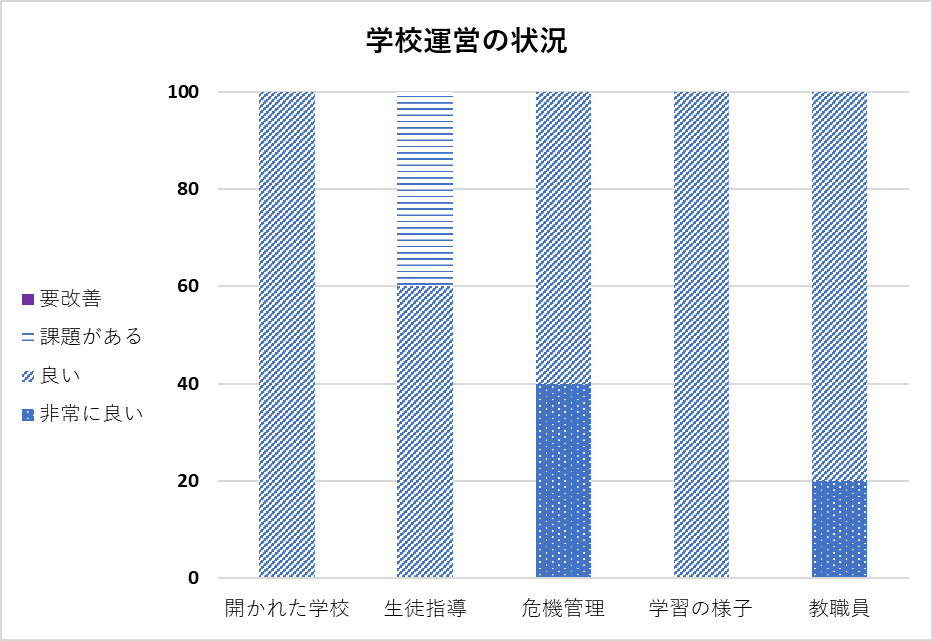 学校運営の状況
100
80
60
40
20
0
要改善
課題がある
良い
非常に良い
開かれた学校 生徒指導 危機管理 学習の様子 教職員